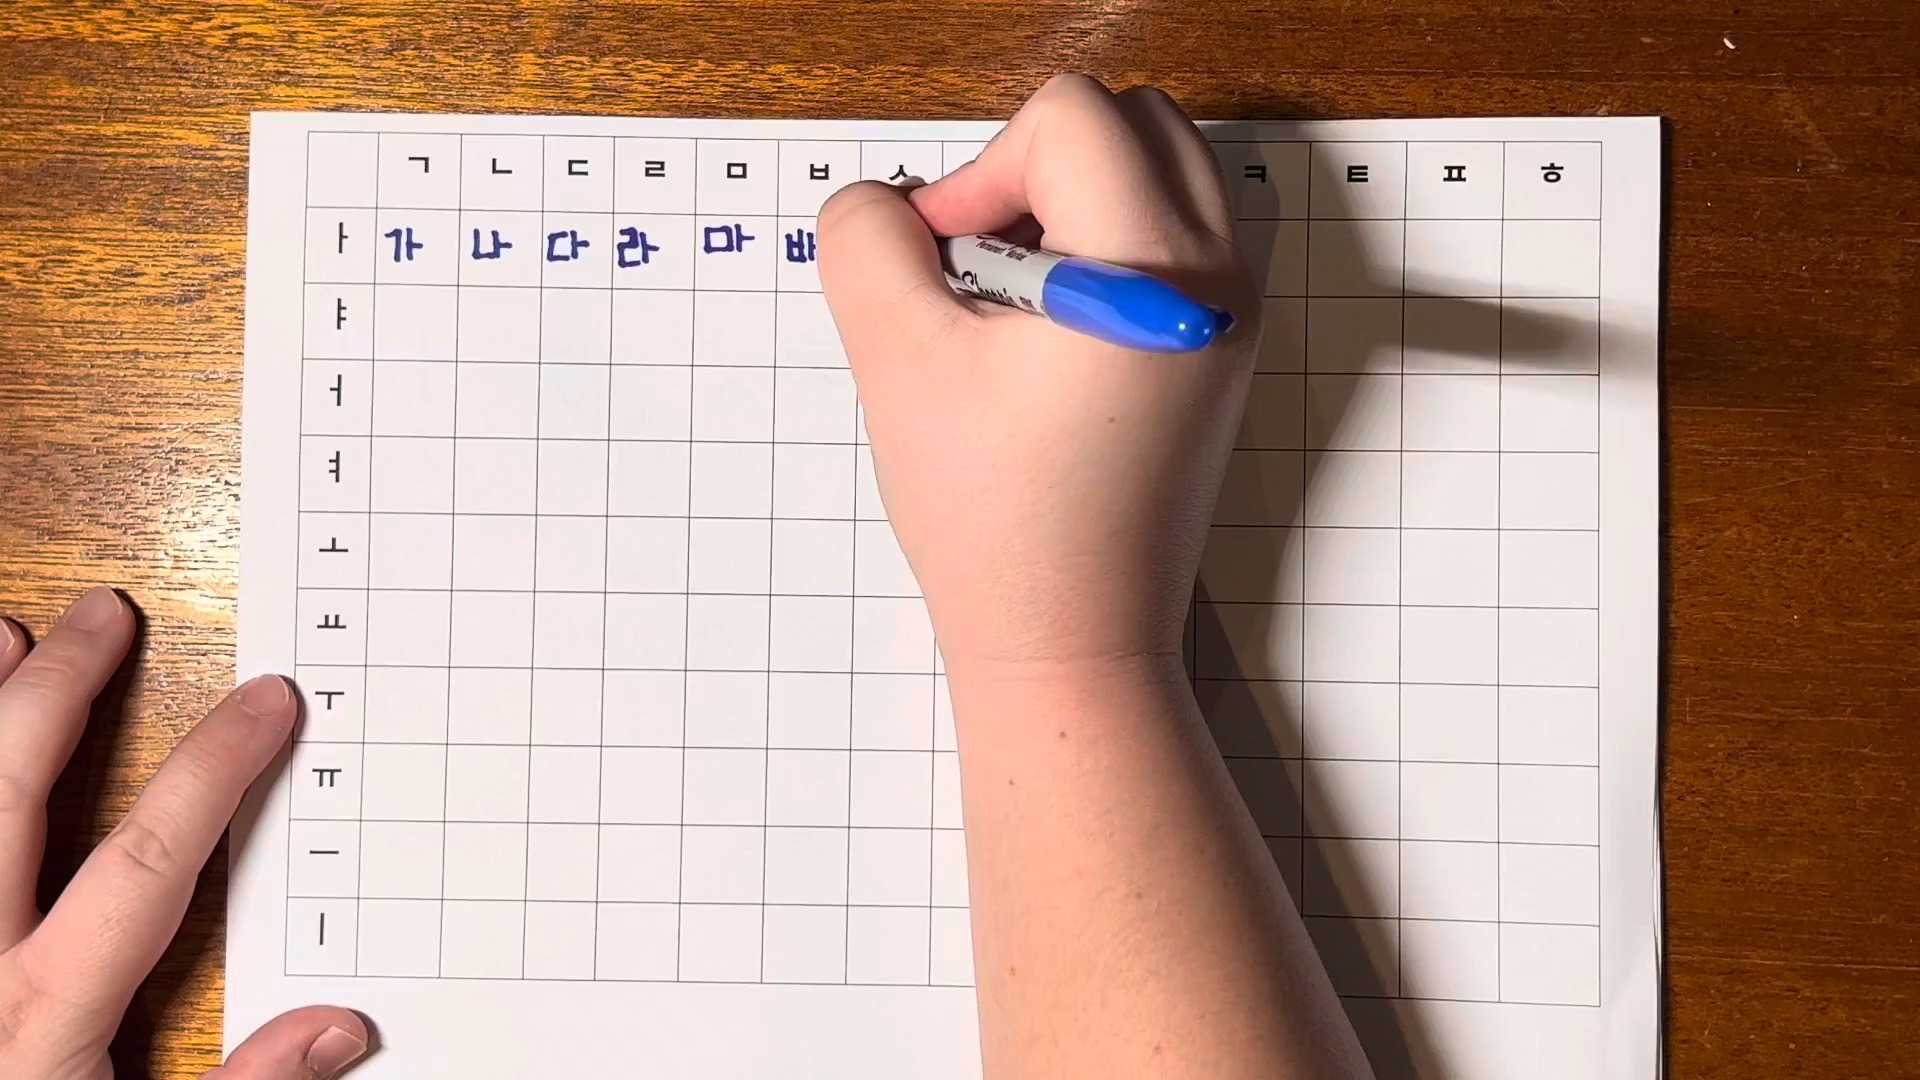 ㄱ ㄴ ㄷ ㄹ ㅁ ㅂ ㅅ ㅋ ㅌ ㅍ ㅎ
ㅏ 가 나 다 라 마 바
ㅑ
ㅓ
ㅕ
ㅗ
ㅛ
ㅜ
ㅠ
ㅡ
ㅣ